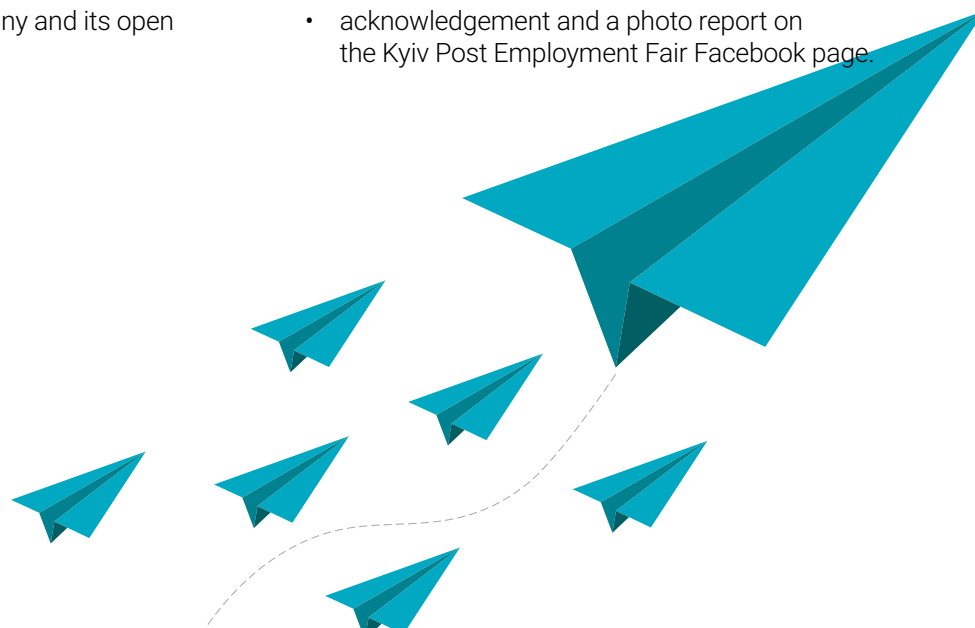 ny and its open
• acknowledgement and a photo report on
the Kyiv Post Employment Fair Facebook page.